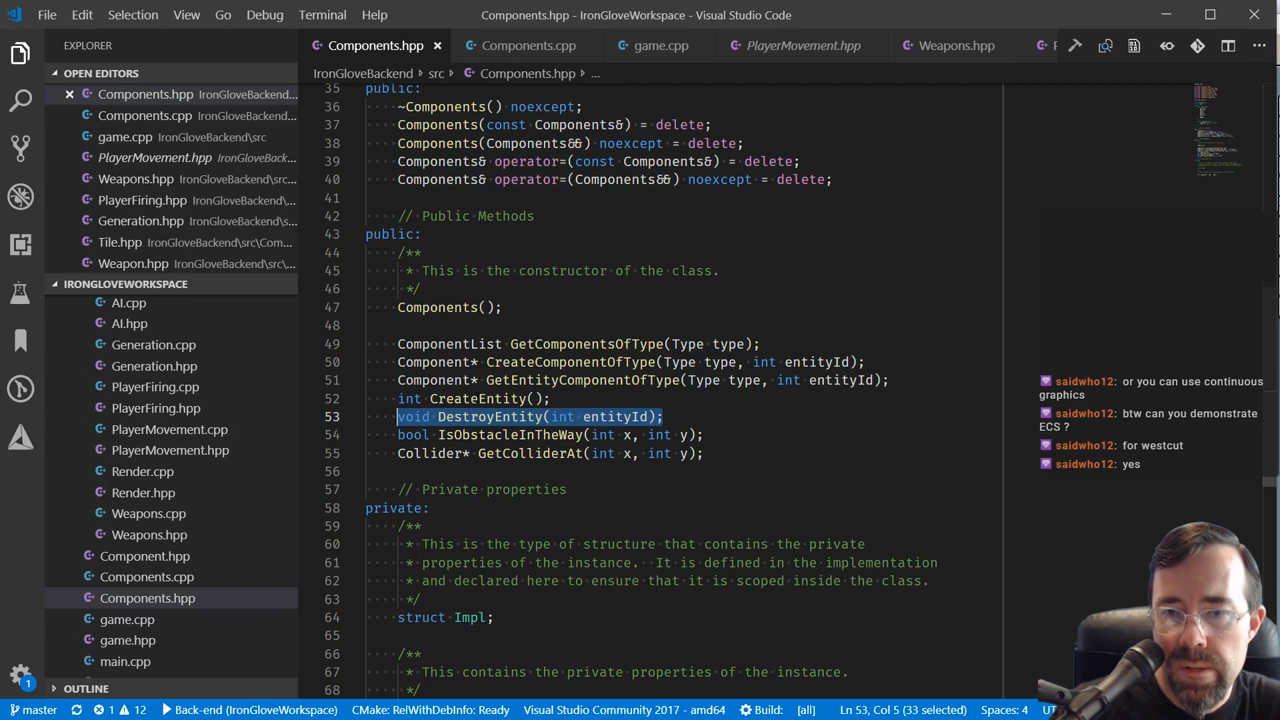 File Edit Selection View Go Debug Terminal Help
Components.hpp - IronGloveWorkspace - Visual Studio Code
EXPLORER
Components.hpp
Components.cpp
game.cpp
PlayerMovement.hpp
Weapons.hpp
OPEN EDITORS
Components.hpp IronGloveBackend...
Components.cpp IronGloveBackend...
game.cpp IronGloveBackend\src
PlayerMovement.hpp IronGloveBack...
Weapons.hpp IronGloveBackend\src...
PlayerFiring.hpp IronGloveBackend\...
Generation.hpp IronGloveBackend\s...
Tile.hpp IronGloveBackend\src\Com...
Weapon.hpp IronGloveBackend\src\...
IRONGLOVEWORKSPACE
AI.cpp
AI.hpp
Generation.cpp
Generation.hpp
PlayerFiring.cpp
PlayerFiring.hpp
PlayerMovement.cpp
PlayerMovement.hpp
Render.cpp
Render.hpp
Weapons.cpp
Weapons.hpp
Component.hpp
Components.cpp
Components.hpp
game.cpp
game.hpp
main.cpp
OUTLINE
IronGloveBackend › src › Components.hpp › ...
35 public:
36 ~Components() noexcept;
37 Components(const Components&) = delete;
38 Components(Components&&) noexcept = delete;
39 Components& operator=(const Components&) = delete;
40 Components& operator=(Components&&) noexcept = delete;
41
42 // Public Methods
43 public:
44 /**
45 * This is the constructor of the class.
46 */
47 Components();
48
49 ComponentList GetComponentsOfType(Type type);
50 Component* CreateComponentOfType(Type type, int entityId);
51 Component* GetEntityComponentOfType(Type type, int entityId);
52 int CreateEntity();
53 void DestroyEntity(int entityId);
54 bool IsObstacleInTheWay(int x, int y);
55 Collider* GetColliderAt(int x, int y);
56
57 // Private properties
58 private:
59 /**
60 * This is the type of structure that contains the private
61 * properties of the instance. It is defined in the implementation
62 * and declared here to ensure that it is scoped inside the class.
63 */
64 struct Impl;
65
66 /**
67 * This contains the private properties of the instance.
68 */
saidwho12: or you can use continuous
graphics
saidwho12: btw can you demonstrate
ECS ?
saidwho12: for westcut
saidwho12: yes
1
master 1 12 Back-end (IronGloveWorkspace) CMake: RelWithDebInfo: Ready Visual Studio Community 2017 - amd64 Build: [all] Ln 53, Col 5 (33 selected) Spaces: 4